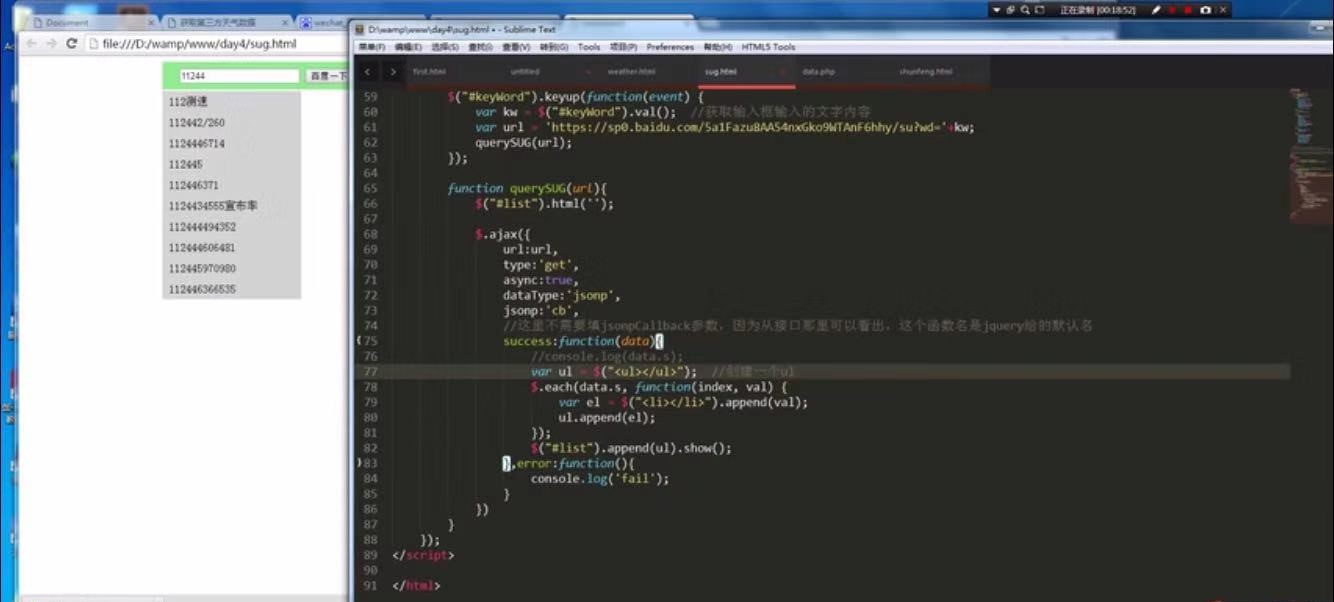 正在录制 [00:18:52]
Document
获取第三方天气数据
wechat_
file:///D:/wamp/www/day4/sug.html
11244
百度一下
112测速
112442/260
1124446714
112445
112446371
1124434555宣布率
112444494352
112444606481
112445970980
112446366535
D:\wamp\www\day4\sug.html • - Sublime Text
菜单(F) 编辑(E) 选择(S) 查找(I) 查看(V) 转到(G) Tools 项目(P) Preferences 帮助(H) HTML5 Tools
first.html
untitled
weather.html
sug.html
data.php
shunfeng.html
59 $("#keyWord").keyup(function(event) {
60 var kw = $("#keyWord").val(); //获取输入框输入的文字内容
61 var url = 'https://sp0.baidu.com/5a1Fazu8AA54nxGko9WTAnF6hhy/su?wd='+kw;
62 querySUG(url);
63 });
64
65 function querySUG(url){
66 $("#list").html('');
67
68 $.ajax({
69 url:url,
70 type:'get',
71 async:true,
72 dataType:'jsonp',
73 jsonp:'cb',
74 //这里不需要填jsonpCallback参数，因为从接口那里可以看出，这个函数名是jquery给的默认名
75 success:function(data){
76 //console.log(data.s);
77 var ul = $("<ul></ul>"); //创建一个ul
78 $.each(data.s, function(index, val) {
79 var el = $("<li></li>").append(val);
80 ul.append(el);
81 });
82 $("#list").append(ul).show();
83 },error:function(){
84 console.log('fail');
85 }
86 })
87 }
88 });
89 </script>
90
91 </html>